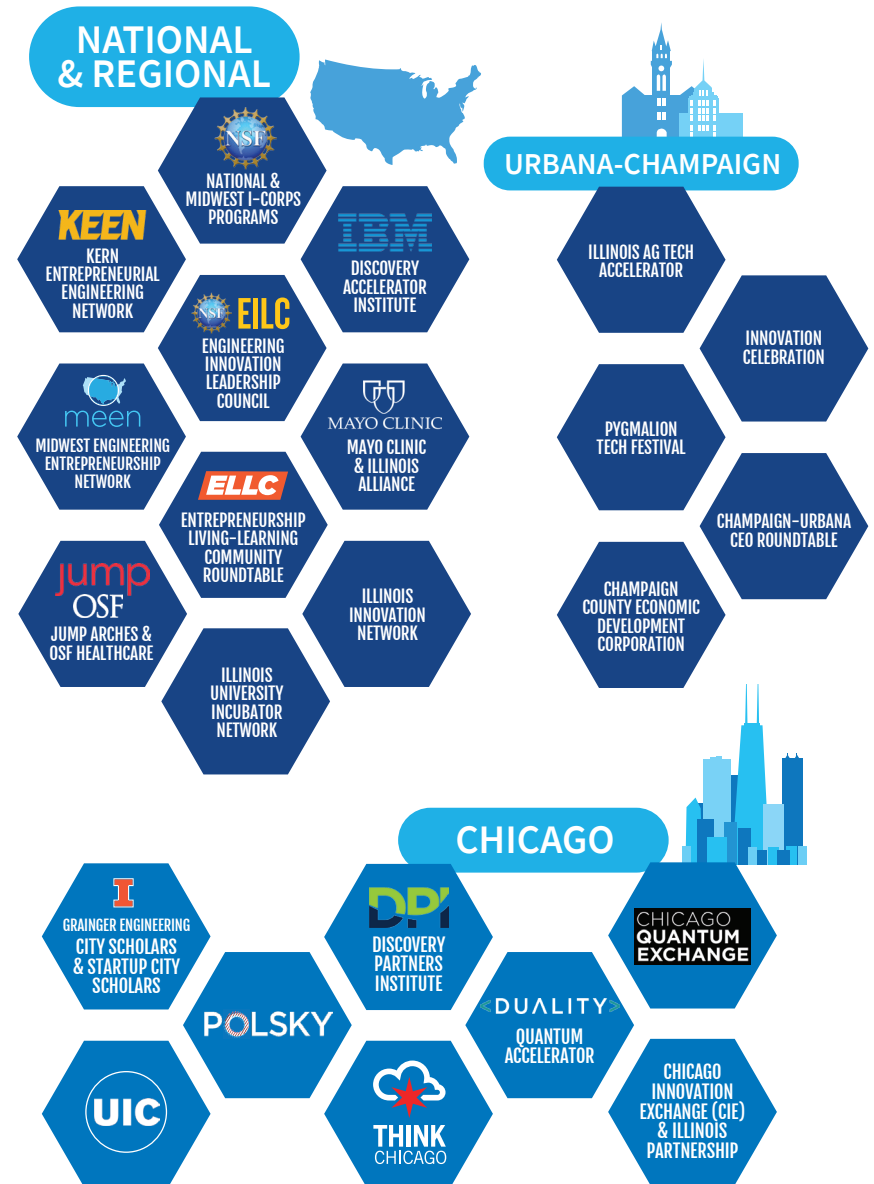 NATIONAL
& REGIONAL
NSF
NATIONAL &
MIDWEST I-CORPS
PROGRAMS
KEEN
KERN
ENTREPRENEURIAL
ENGINEERING
NETWORK
IBM
DISCOVERY
ACCELERATOR
INSTITUTE
NSF EILC
ENGINEERING
INNOVATION
LEADERSHIP
COUNCIL
meen
MIDWEST ENGINEERING
ENTREPRENEURSHIP
NETWORK
MAYO CLINIC
MAYO CLINIC
& ILLINOIS
ALLIANCE
ELLC
ENTREPRENEURSHIP
LIVING-LEARNING
COMMUNITY
ROUNDTABLE
jump
OSF
JUMP ARCHES &
OSF HEALTHCARE
ILLINOIS
INNOVATION
NETWORK
ILLINOIS
UNIVERSITY
INCUBATOR
NETWORK
URBANA-CHAMPAIGN
ILLINOIS AG TECH
ACCELERATOR
INNOVATION
CELEBRATION
PYGMALION
TECH FESTIVAL
CHAMPAIGN-URBANA
CEO ROUNDTABLE
CHAMPAIGN
COUNTY ECONOMIC
DEVELOPMENT
CORPORATION
CHICAGO
I
GRAINGER ENGINEERING
CITY SCHOLARS
& STARTUP CITY
SCHOLARS
POLSKY
DPI
DISCOVERY
PARTNERS
INSTITUTE
<DUALITY>
QUANTUM
ACCELERATOR
CHICAGO
QUANTUM
EXCHANGE
UIC
THINK
CHICAGO
CHICAGO
INNOVATION
EXCHANGE (CIE)
& ILLINOIS
PARTNERSHIP